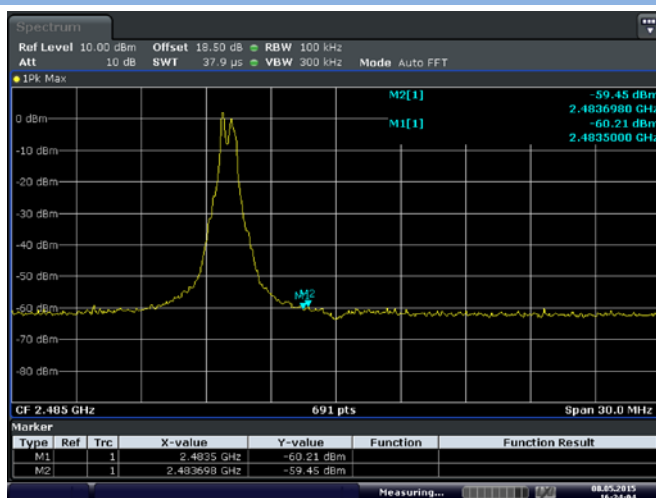 Spectrum
Ref Level 10.00 dBm Offset 18.50 dB RBW 100 kHz
Att 10 dB SWT 37.9 µs VBW 300 kHz Mode Auto FFT
1Pk Max
M2[1] -59.45 dBm
2.4836980 GHz
M1[1] -60.21 dBm
2.4835000 GHz
0 dBm
-10 dBm
-20 dBm
-30 dBm
-40 dBm
-50 dBm
M M2
-60 dBm
-70 dBm
-80 dBm
CF 2.485 GHz 691 pts Span 30.0 MHz
Marker
Type Ref Trc X-value Y-value Function Function Result
M1 1 2.4835 GHz -60.21 dBm
M2 1 2.483698 GHz -59.45 dBm
Measuring... 08.05.2015
16:24:04